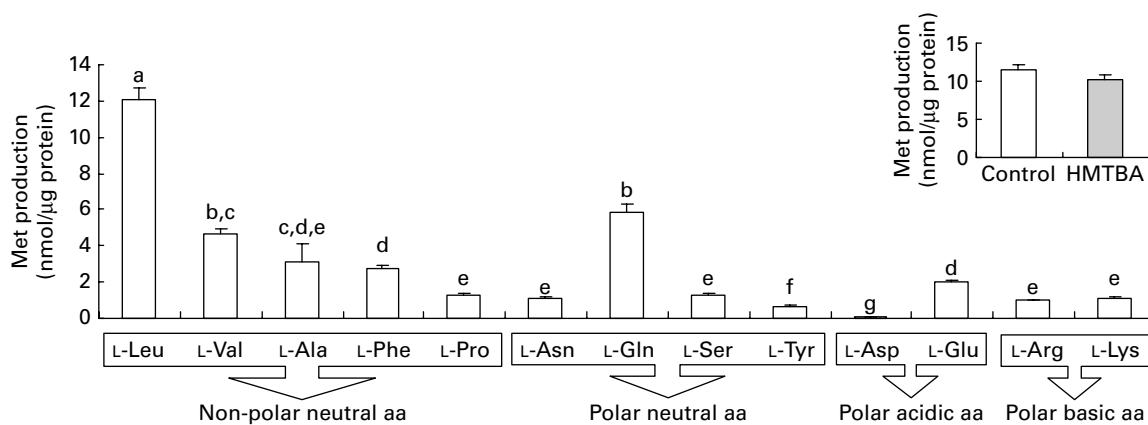 Met production
(nmol/µg protein)
14
12
10
8
6
4
2
0
a
b,c
c,d,e
d
e
e
b
e
f
g
d
e
e
L-Leu L-Val L-Ala L-Phe L-Pro L-Asn L-Gln L-Ser L-Tyr L-Asp L-Glu L-Arg L-Lys
Non-polar neutral aa Polar neutral aa Polar acidic aa Polar basic aa
Met production
(nmol/µg protein)
15
10
5
0
Control HMTBA